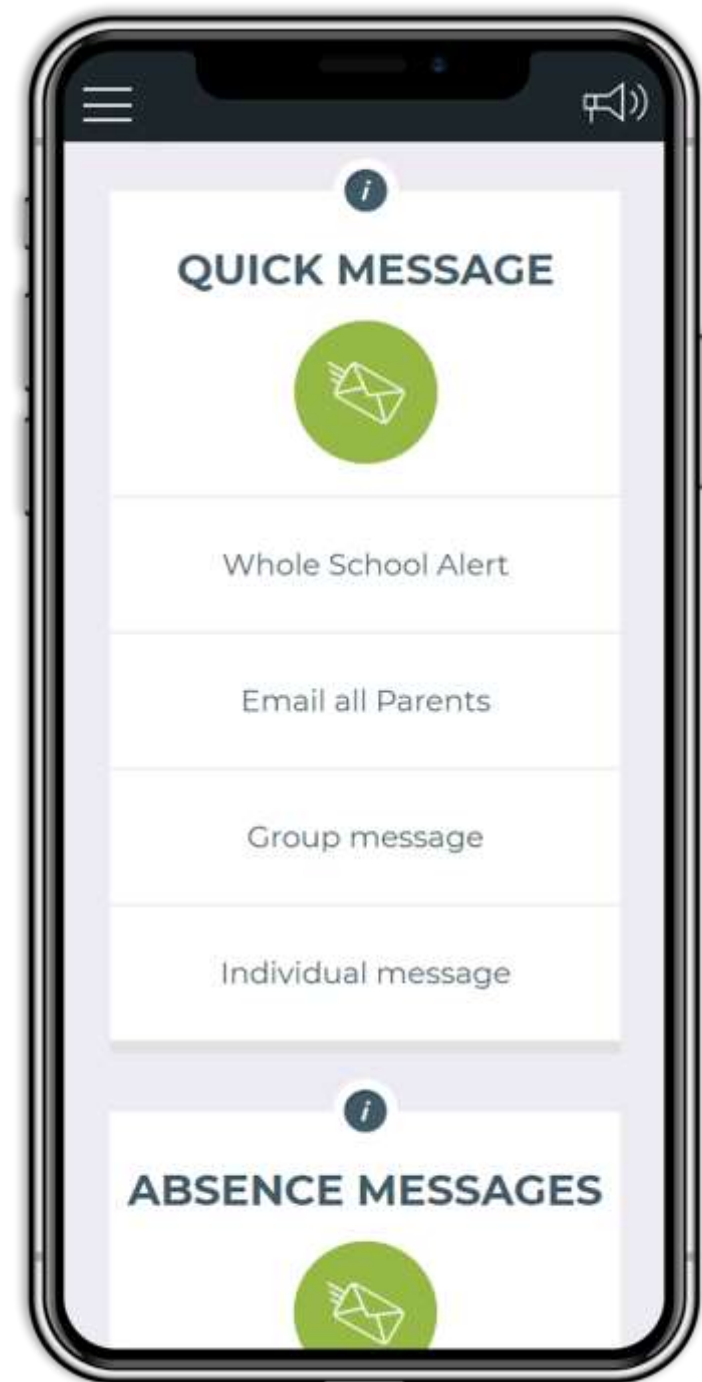 i
QUICK MESSAGE
Whole School Alert
Email all Parents
Group message
Individual message
i
ABSENCE MESSAGES